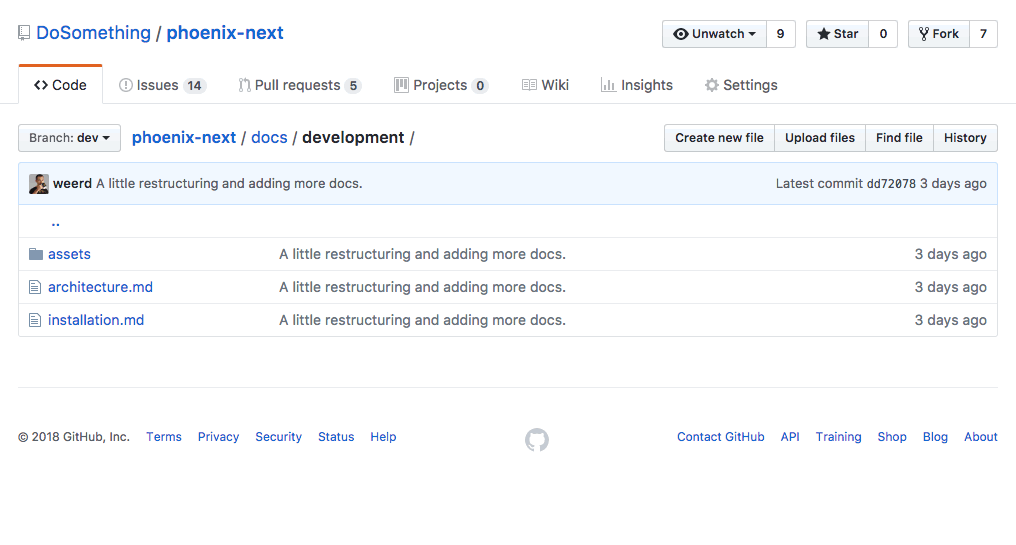 DoSomething / phoenix-next
Unwatch 9 Star 0 Fork 7
Code Issues 14 Pull requests 5 Projects 0 Wiki Insights Settings
Branch: dev phoenix-next / docs / development / Create new file Upload files Find file History
weerd A little restructuring and adding more docs. Latest commit dd72078 3 days ago
..
assets A little restructuring and adding more docs. 3 days ago
architecture.md A little restructuring and adding more docs. 3 days ago
installation.md A little restructuring and adding more docs. 3 days ago
© 2018 GitHub, Inc. Terms Privacy Security Status Help Contact GitHub API Training Shop Blog About